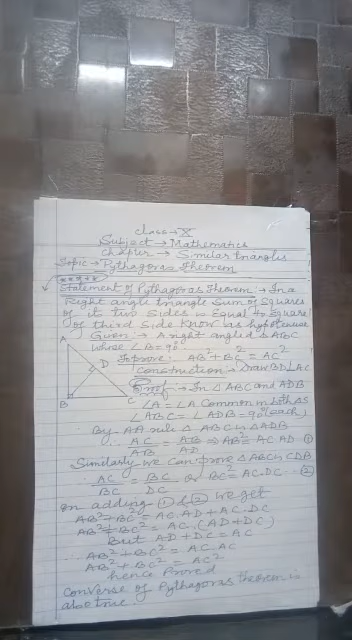 class → X
Subject → Mathematics
Chapter → Similar triangles
Topic → Pythagoras Theorem
Statement of Pythagoras Theorem :→ In a
Right angle triangle Sum of Squares
of it two Sides is Equal to Square
of third Side Know as hypotenuse
Given :→ A right angled △ABC
whose ∠B = 90°
To prove: AB² + BC² = AC²
Construction → Draw BD⊥AC
Proof → In △ABC and ADB
∠A = ∠A Common in both △s
∠ABC = ∠ADB = 90° (each)
By AA rule △ABC ~ △ADB
∴ AC/AB = AB/AD ⇒ AB² = AC.AD — ①
Similarly we can prove △ABC ~ CDB
AC/BC = BC/DC or BC² = AC.DC — ②
on adding ① & ② we get
AB² + BC² = AC.AD + AC.DC
AB² + BC² = AC.(AD + DC)
But AD + DC = AC
∴ AB² + BC² = AC.AC
AB² + BC² = AC²
hence Proved
Converse of Pythagoras theorem is
also true
A
D
B
C